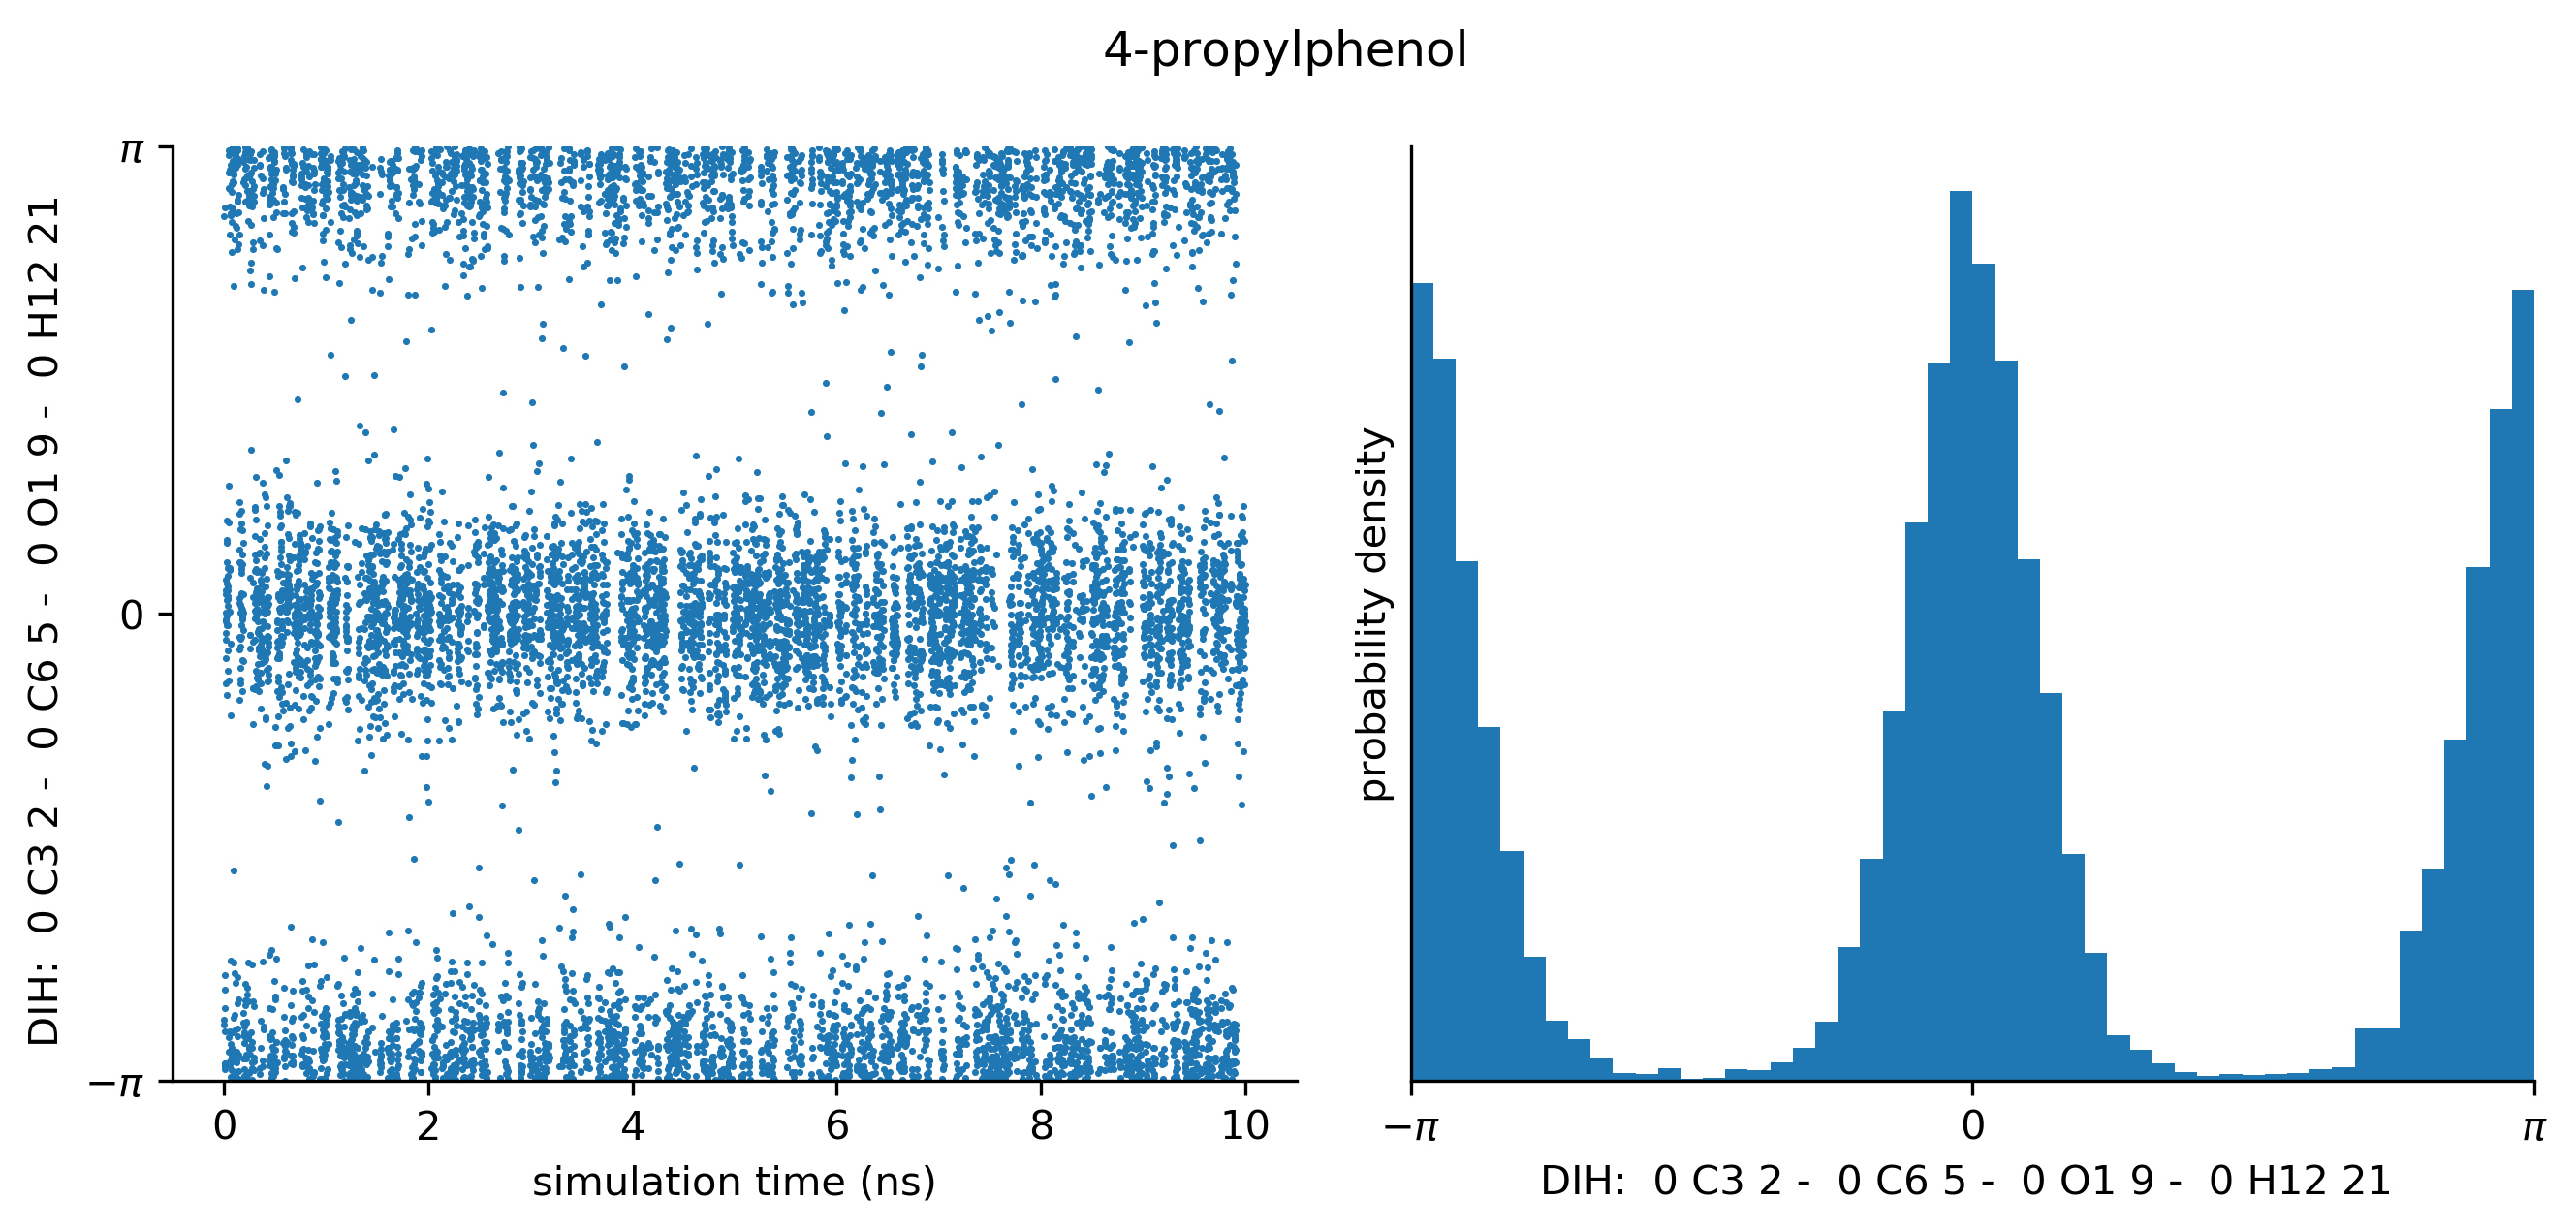 4-propylphenol
DIH:  0 C3 2 -  0 C6 5 -  0 O1 9 -  0 H12 21
π
0
−π
0 2 4 6 8 10
simulation time (ns)
probability density
−π 0 π
DIH:  0 C3 2 -  0 C6 5 -  0 O1 9 -  0 H12 21